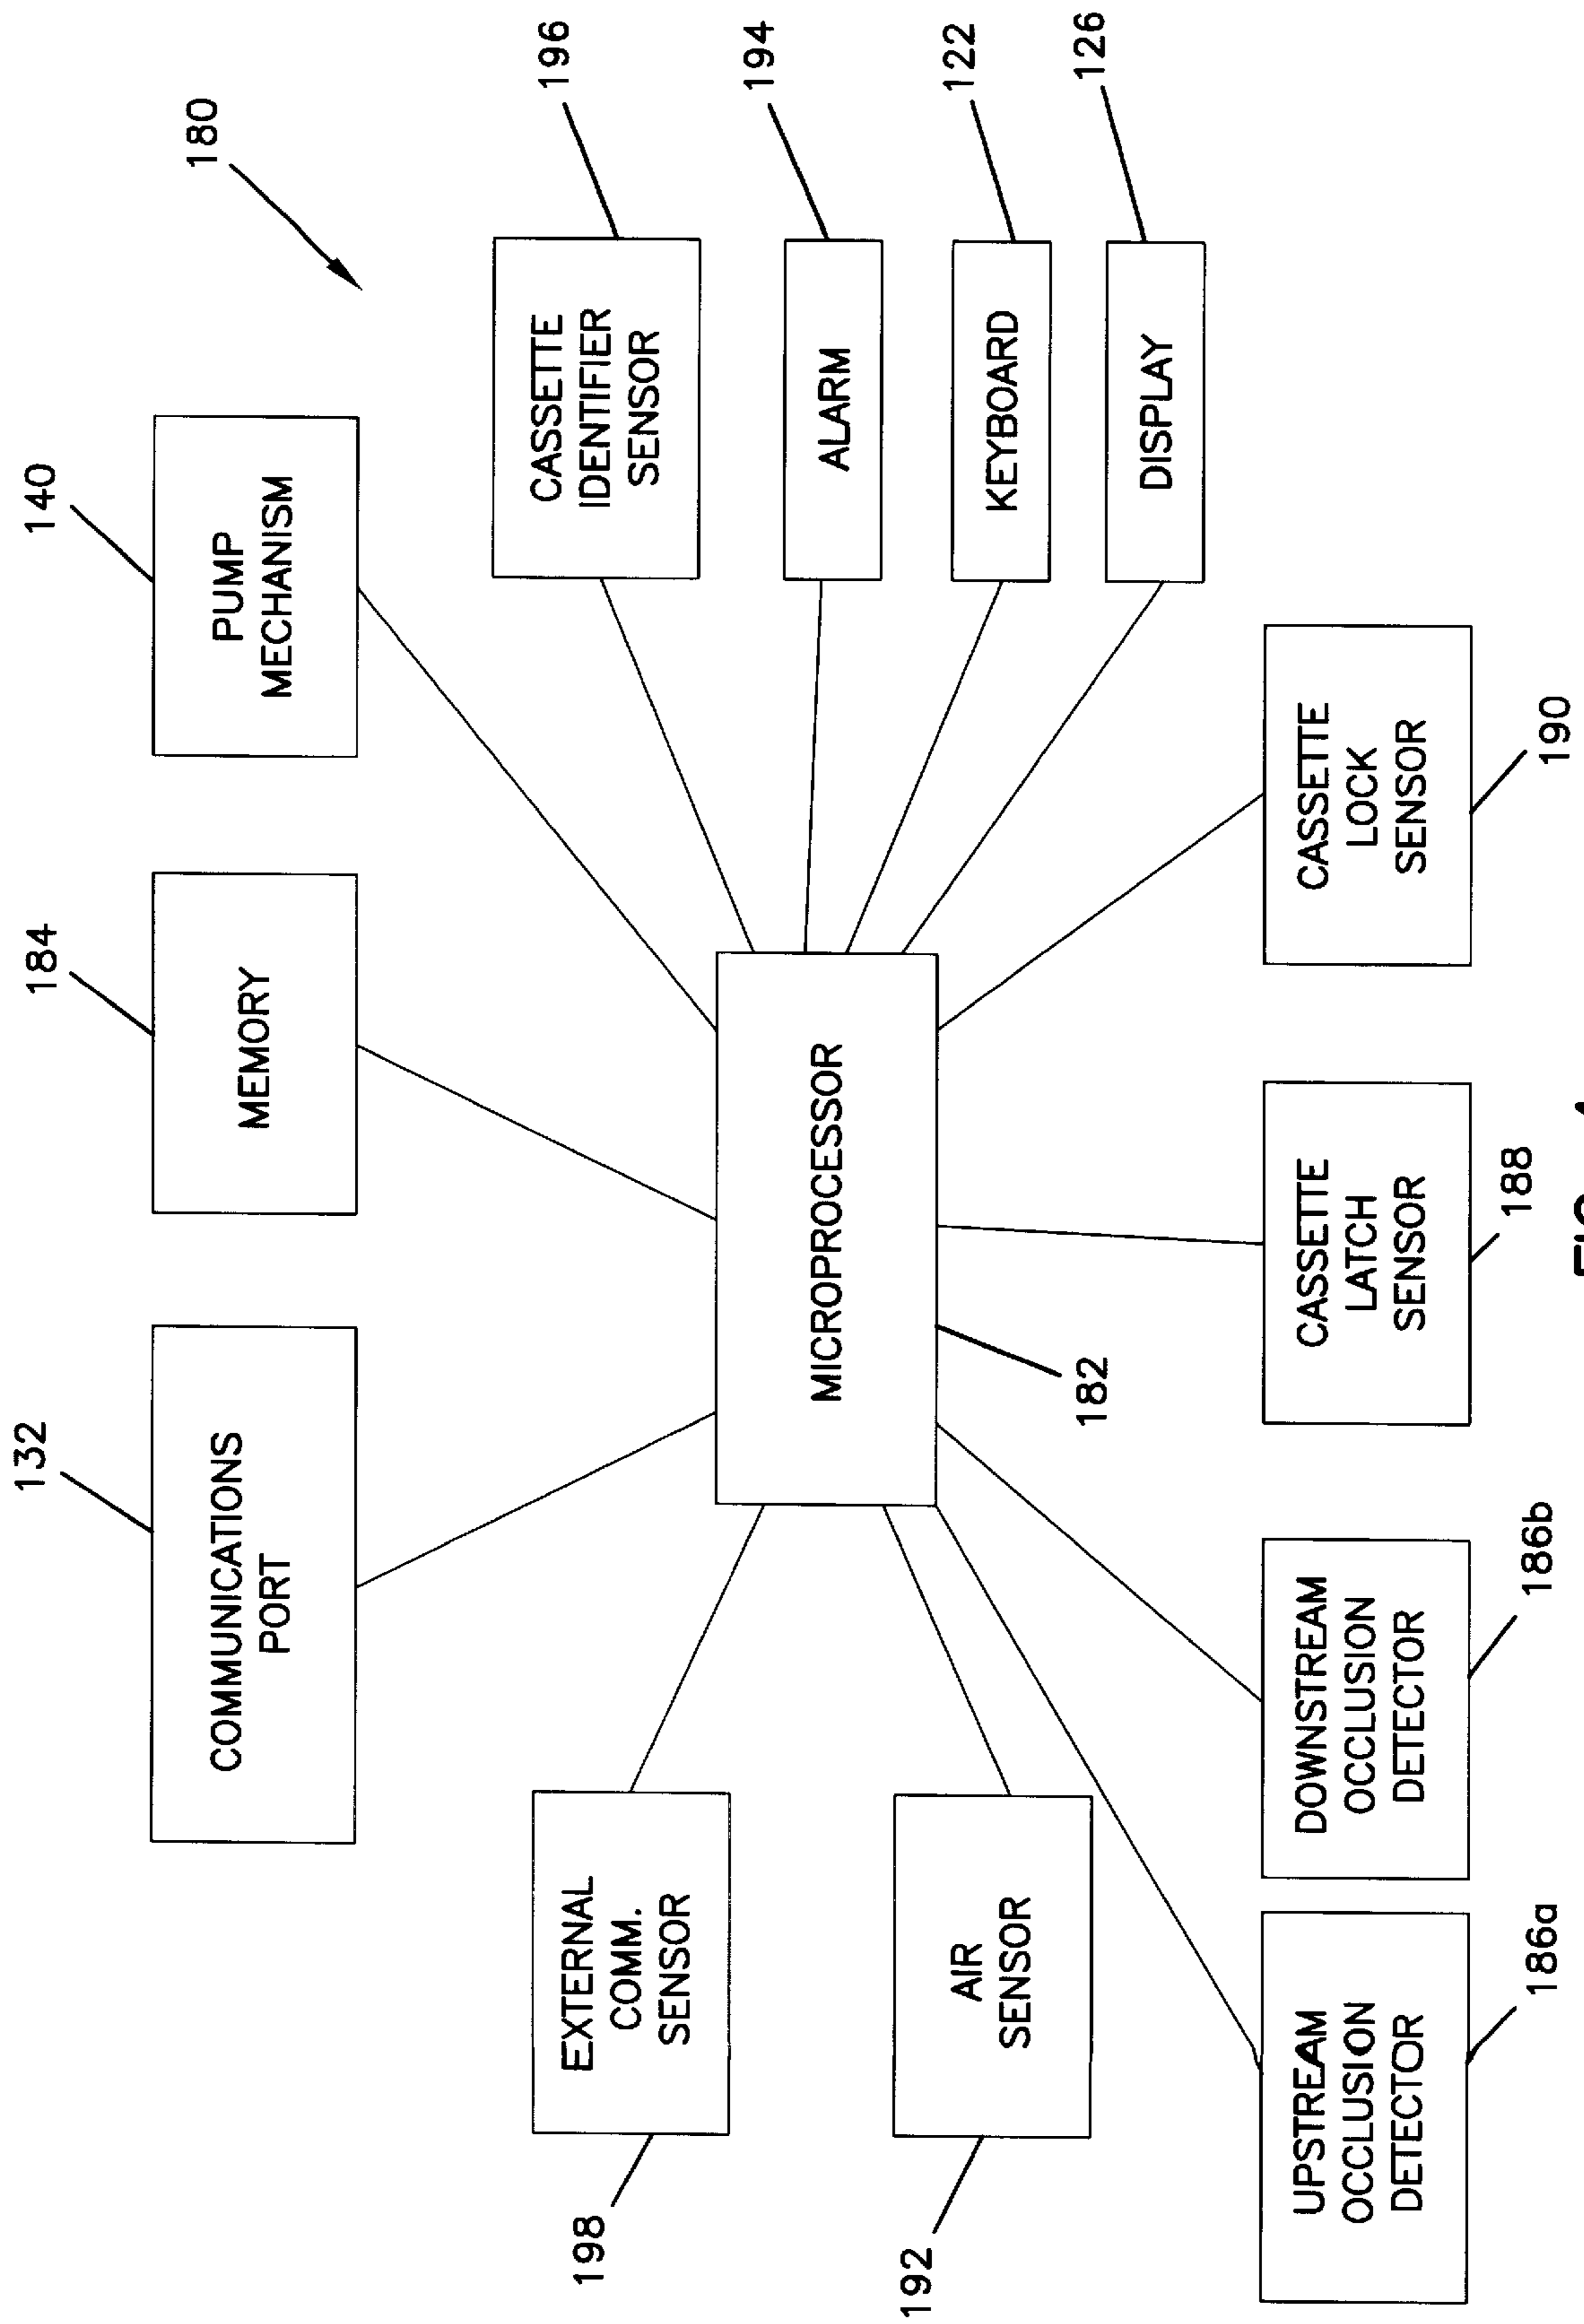 132
184
140
180
COMMUNICATIONS
PORT
MEMORY
PUMP
MECHANISM
198
EXTERNAL
COMM.
SENSOR
CASSETTE
IDENTIFIER
SENSOR
196
MICROPROCESSOR
ALARM
194
192
AIR
SENSOR
KEYBOARD
122
182
DISPLAY
126
UPSTREAM
OCCLUSION
DETECTOR
DOWNSTREAM
OCCLUSION
DETECTOR
CASSETTE
LATCH
SENSOR
CASSETTE
LOCK
SENSOR
186a
186b
188
190